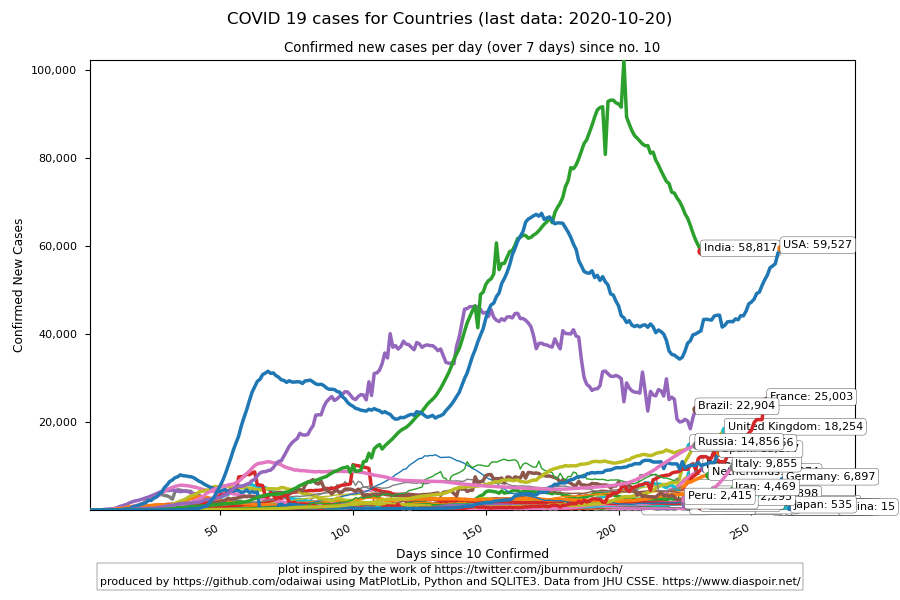 COVID 19 cases for Countries (last data: 2020-10-20)
Confirmed new cases per day (over 7 days) since no. 10
100,000
80,000
60,000
40,000
20,000
Confirmed New Cases
India: 58,817
USA: 59,527
France: 25,003
Brazil: 22,904
United Kingdom: 18,254
Russia: 14,856
Italy: 9,855
Germany: 6,897
Iran: 4,469
Peru: 2,415
2,295
898
Japan: 535
ina: 15
50
100
150
200
250
Days since 10 Confirmed
plot inspired by the work of https://twitter.com/jburnmurdoch/
produced by https://github.com/odaiwai using MatPlotLib, Python and SQLITE3. Data from JHU CSSE. https://www.diaspoir.net/